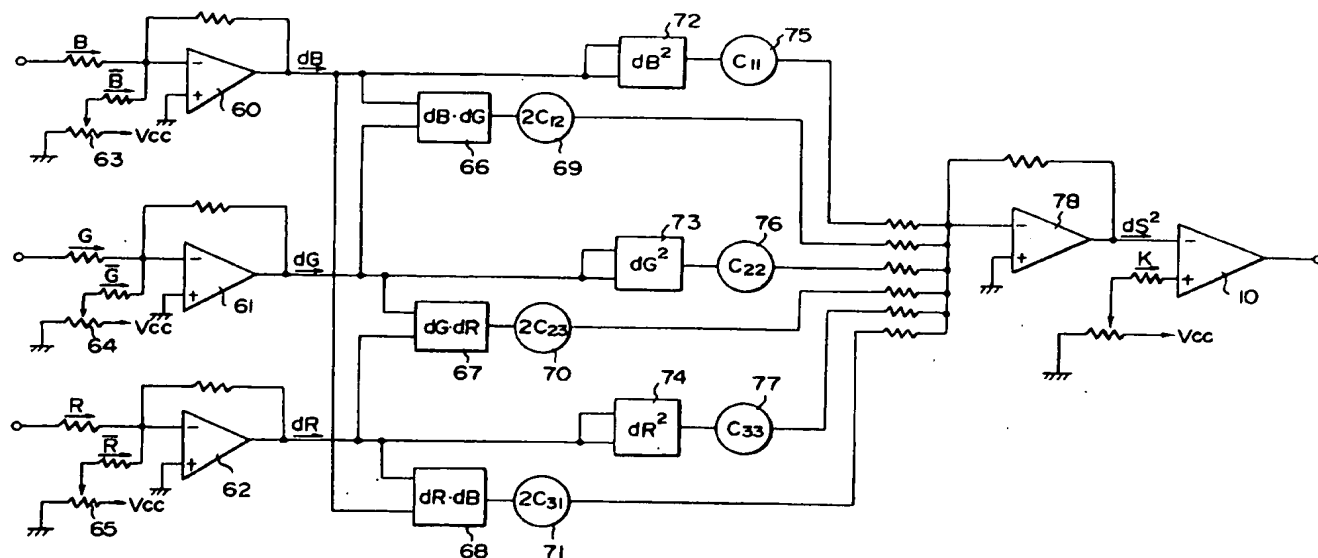 72
75
B
dB
dB²
C₁₁
B̅
60
dB·dG
2C₁₂
Vcc
63
66
69
73
76
78
G
dG
dG²
C₂₂
dS²
G̅
K
61
10
Vcc
64
dG·dR
2C₂₃
Vcc
67
70
74
77
R
dR
dR²
C₃₃
R̅
62
Vcc
65
dR·dB
2C₃₁
68
71